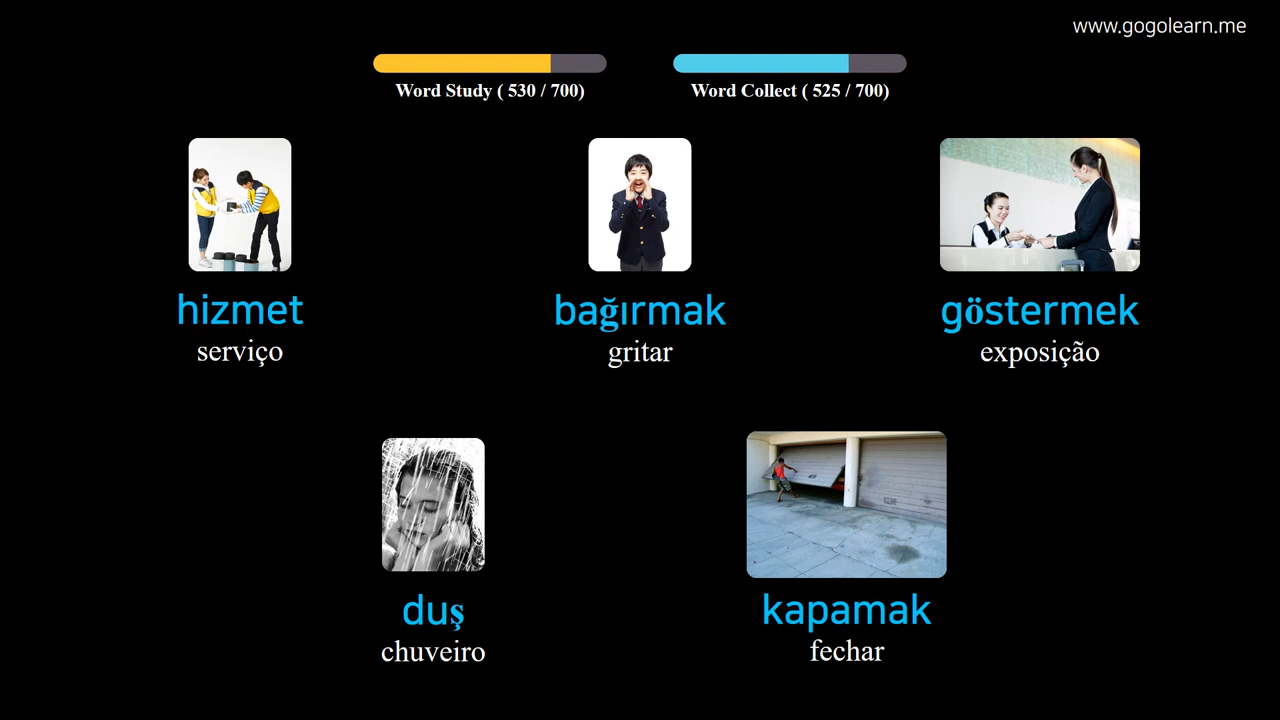 www.gogolearn.me
Word Study ( 530 / 700)
Word Collect ( 525 / 700)
hizmet
serviço
bağırmak
gritar
göstermek
exposição
duş
chuveiro
kapamak
fechar